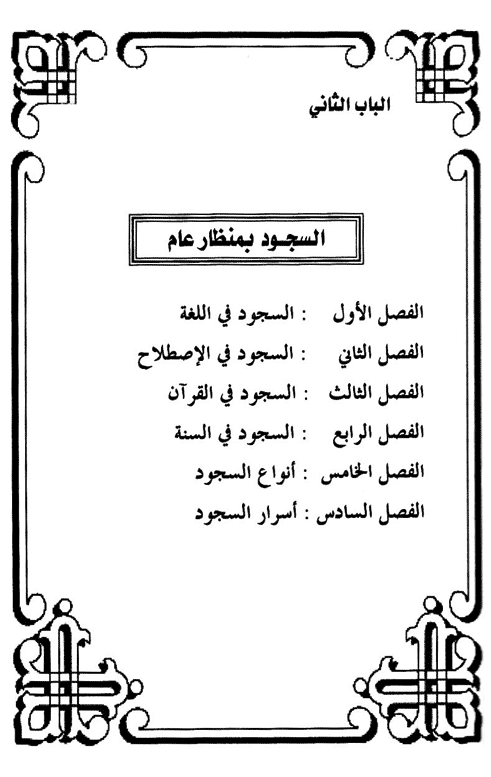 الباب الثاني
السجود بمنظار عام
الفصل الأول : السجود في اللغة
الفصل الثاني : السجود في الإصطلاح
الفصل الثالث : السجود في القرآن
الفصل الرابع : السجود في السنة
الفصل الخامس : أنواع السجود
الفصل السادس : أسرار السجود